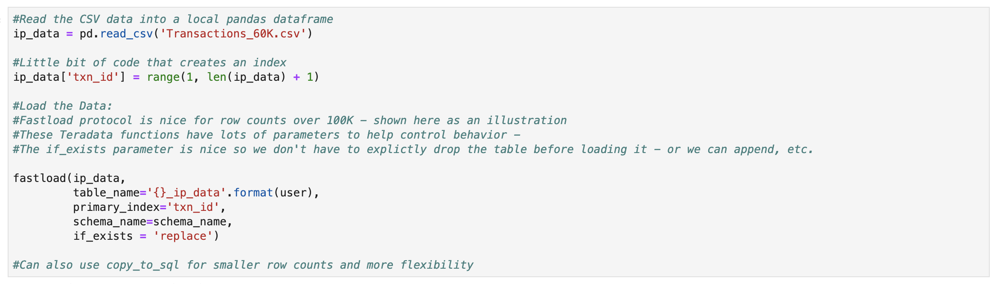 #Read the CSV data into a local pandas dataframe
ip_data = pd.read_csv('Transactions_60K.csv')
#Little bit of code that creates an index
ip_data['txn_id'] = range(1, len(ip_data) + 1)
#Load the Data:
#Fastload protocol is nice for row counts over 100K – shown here as an illustration
#These Teradata functions have lots of parameters to help control behavior –
#The if_exists parameter is nice so we don't have to explictly drop the table before loading it – or we can append, etc.
fastload(ip_data,
table_name='{}_ip_data'.format(user),
primary_index='txn_id',
schema_name=schema_name,
if_exists = 'replace')
#Can also use copy_to_sql for smaller row counts and more flexibility